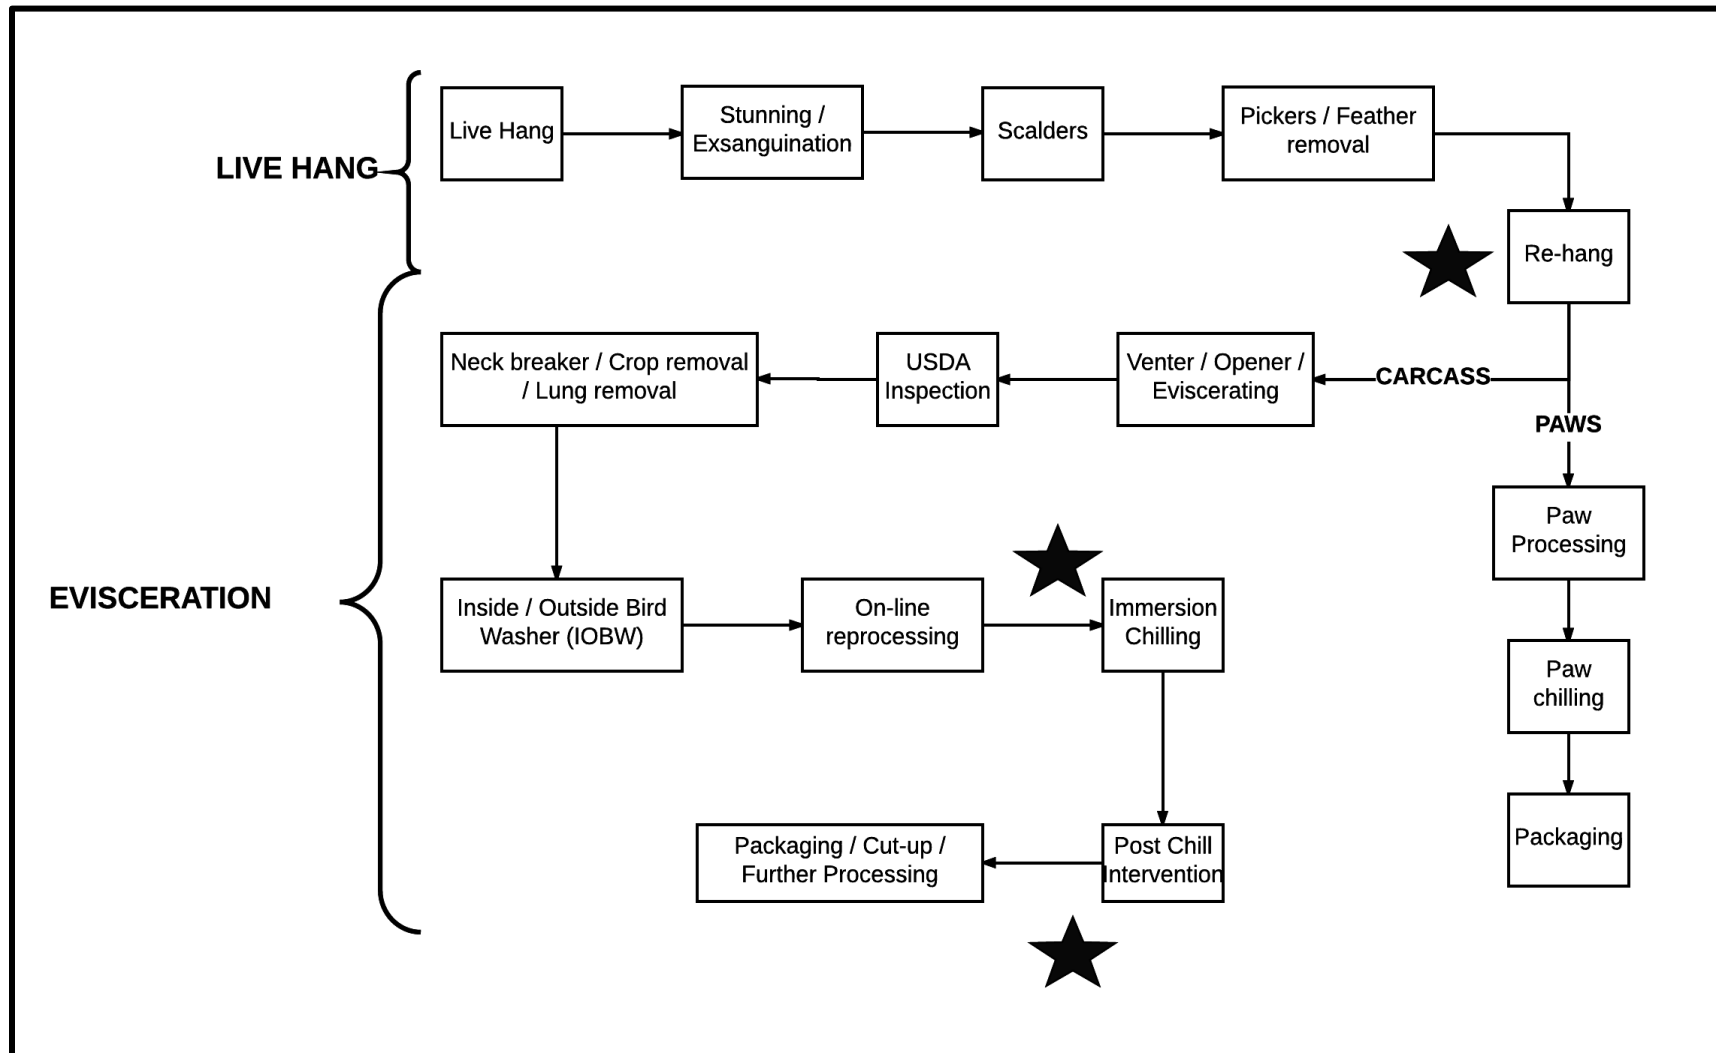 LIVE HANG
Live Hang
Stunning /
Exsanguination
Scalders
Pickers / Feather
removal
Re-hang
EVISCERATION
Neck breaker / Crop removal
/ Lung removal
USDA
Inspection
Venter / Opener /
Eviscerating
CARCASS
PAWS
Paw
Processing
Inside / Outside Bird
Washer (IOBW)
On-line
reprocessing
Immersion
Chilling
Paw
chilling
Packaging / Cut-up /
Further Processing
Post Chill
Intervention
Packaging